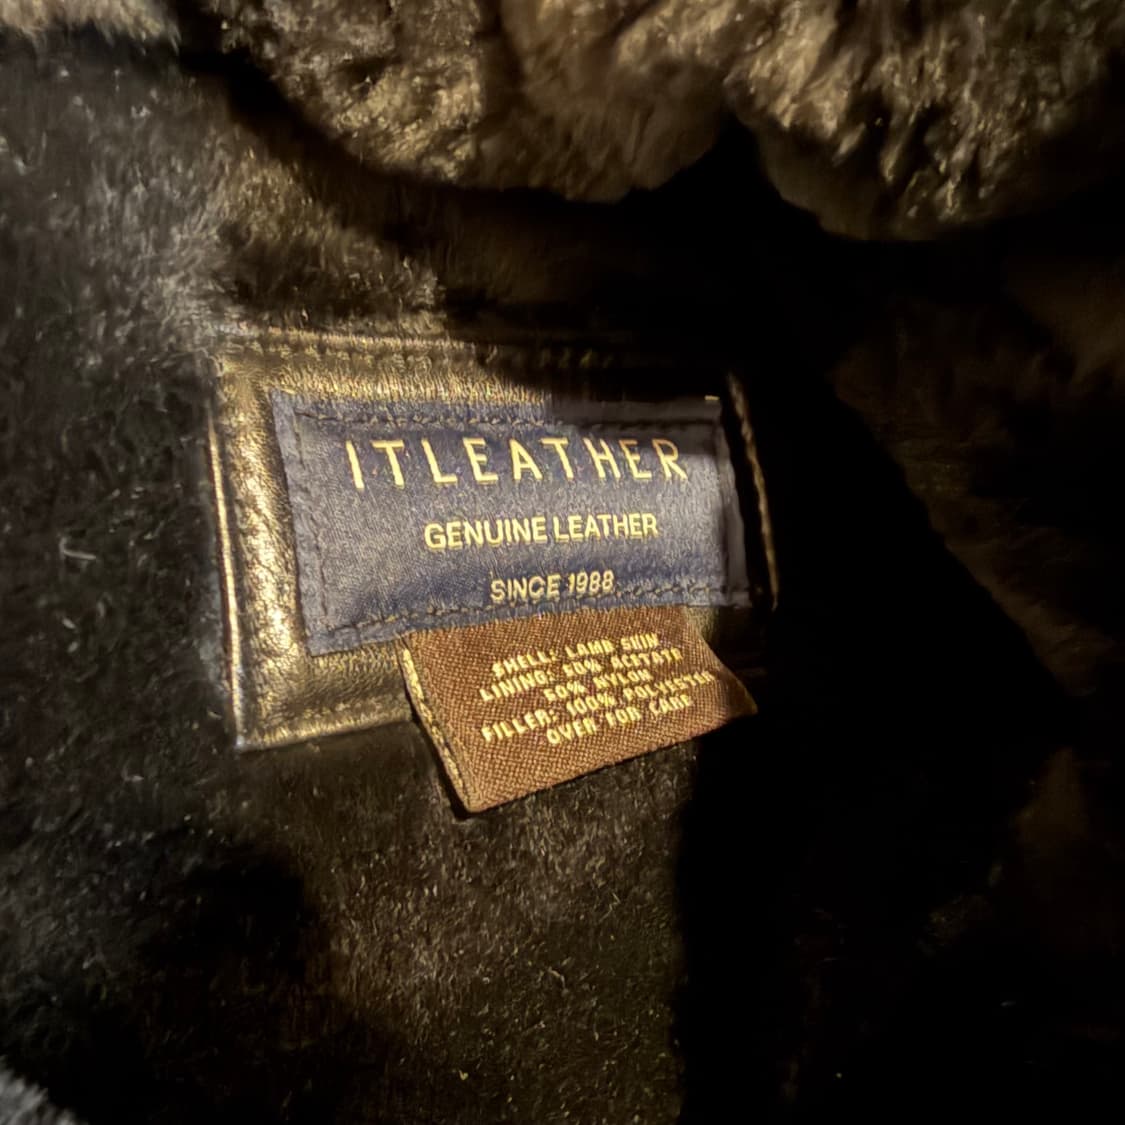 ITLEATHER
GENUINE LEATHER
SINCE 1988
SHELL: LAMB SKIN
LINING: 50% ACETATE
50% NYLON
FILLER: 100% POLYESTER
OVER FOR CARE